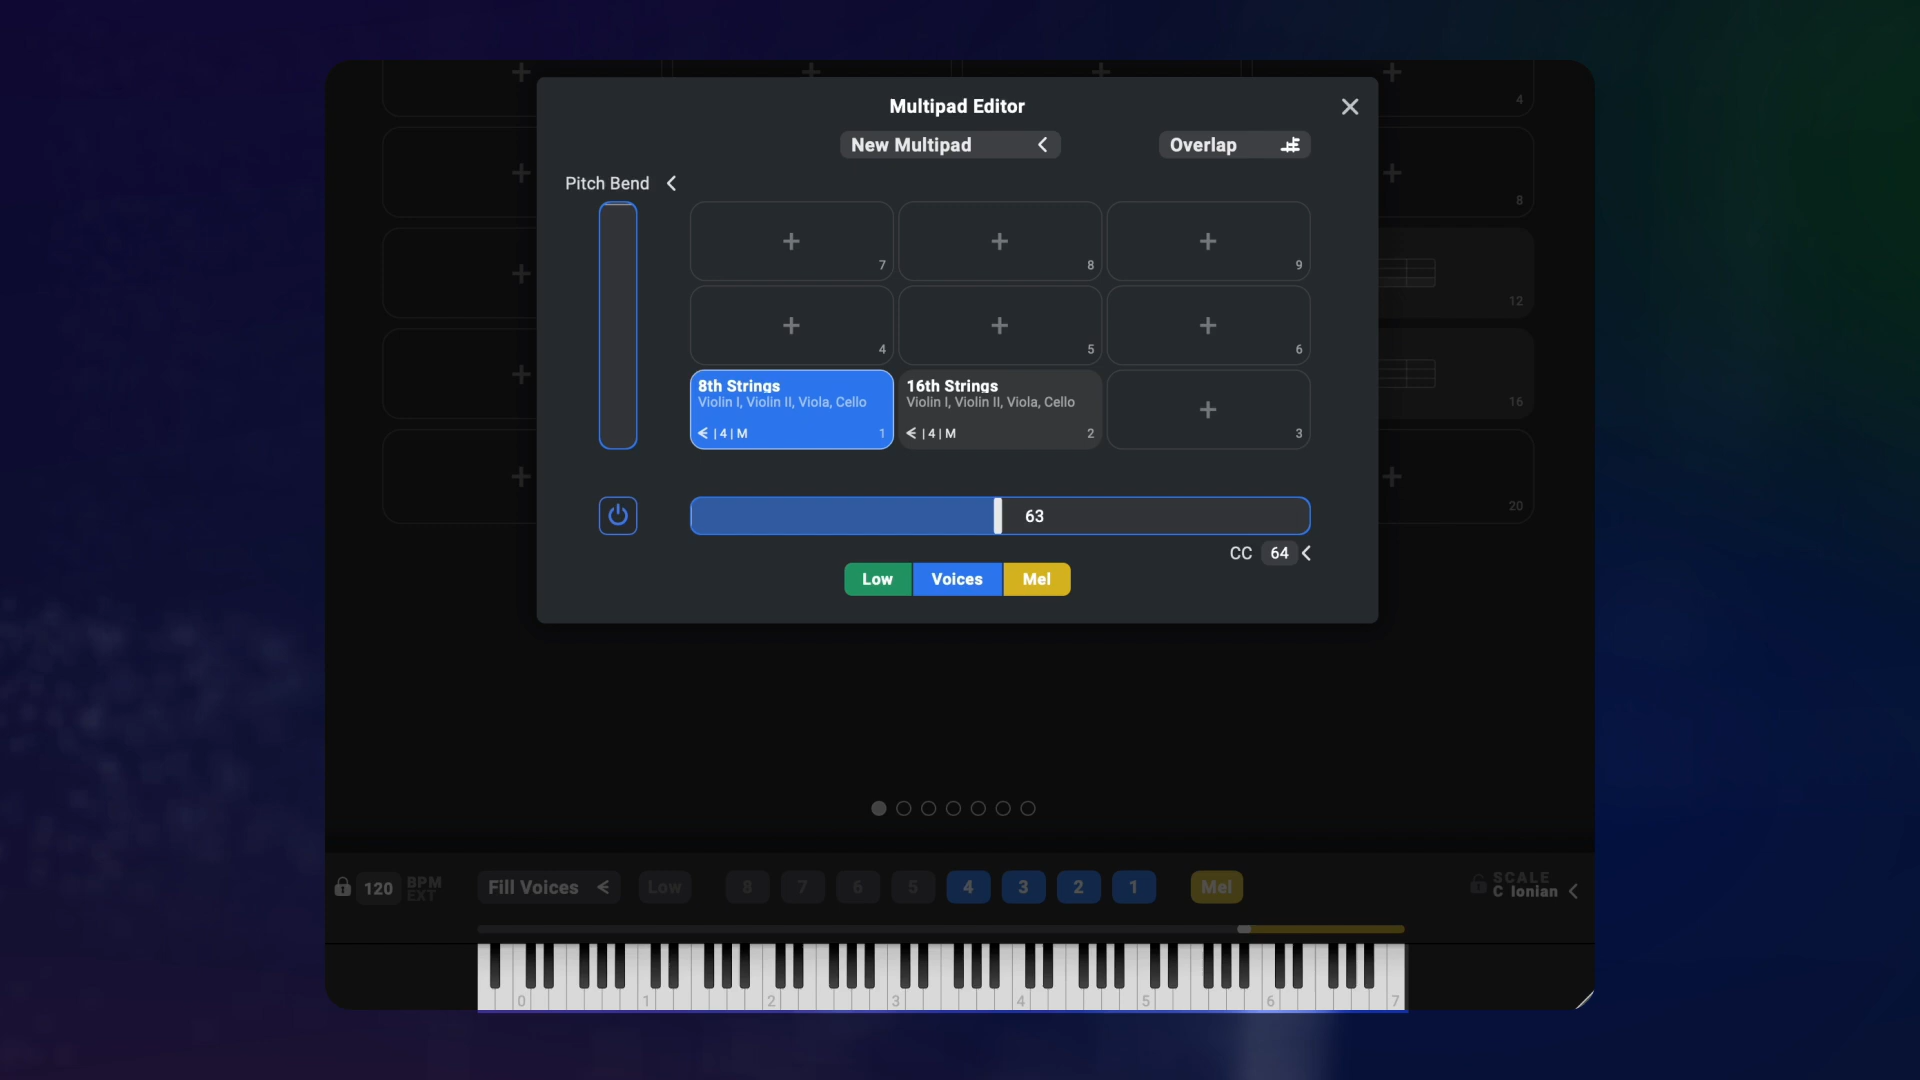 Multipad Editor
New Multipad
Overlap
4
Pitch Bend
8
7
8
9
4
5
6
12
8th Strings
Violin I, Violin II, Viola, Cello
| 4 | M
1
16th Strings
Violin I, Violin II, Viola, Cello
| 4 | M
2
3
16
63
20
CC 64
Low
Voices
Mel
120
BPM
EXT
Fill Voices
Low
8
7
6
5
4
3
2
1
Mel
SCALE
C Ionian
0
1
2
3
4
5
6
7